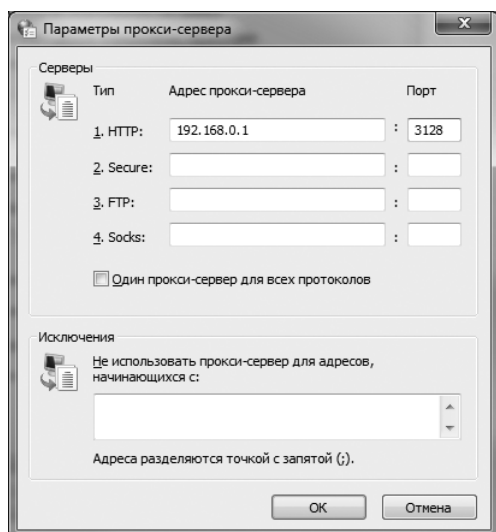 Параметры прокси-сервера
Серверы
Тип Адрес прокси-сервера Порт
1. HTTP: 192.168.0.1 : 3128
2. Secure: :
3. FTP: :
4. Socks: :
Один прокси-сервер для всех протоколов
Исключения
Не использовать прокси-сервер для адресов,
начинающихся с:
Адреса разделяются точкой с запятой (;).
ОК Отмена